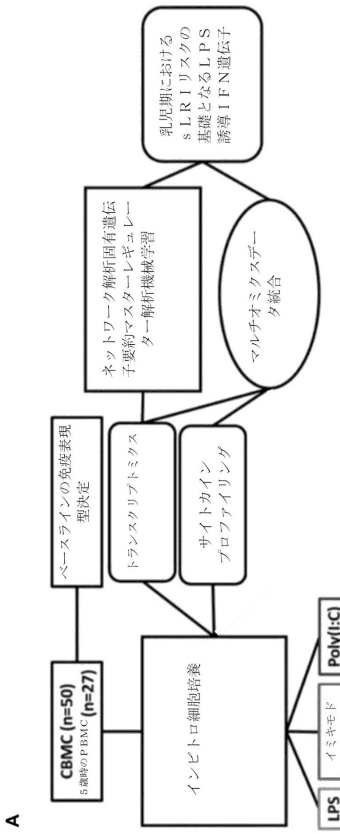 A
CBMC (n=50)
5歳時のPBMC (n=27)
ベースラインの免疫表現
型決定
インビトロ細胞培養
LPS
イミキモド
Poly(I:C)
トランスクリプトミクス
サイトカイン
プロファイリング
ネットワーク解析固有遺伝
子要約マスターレギュレー
ター解析機械学習
マルチオミクスデー
タ統合
乳児期における
sLRIリスクの
基礎となるLPS
誘導IFN遺伝子